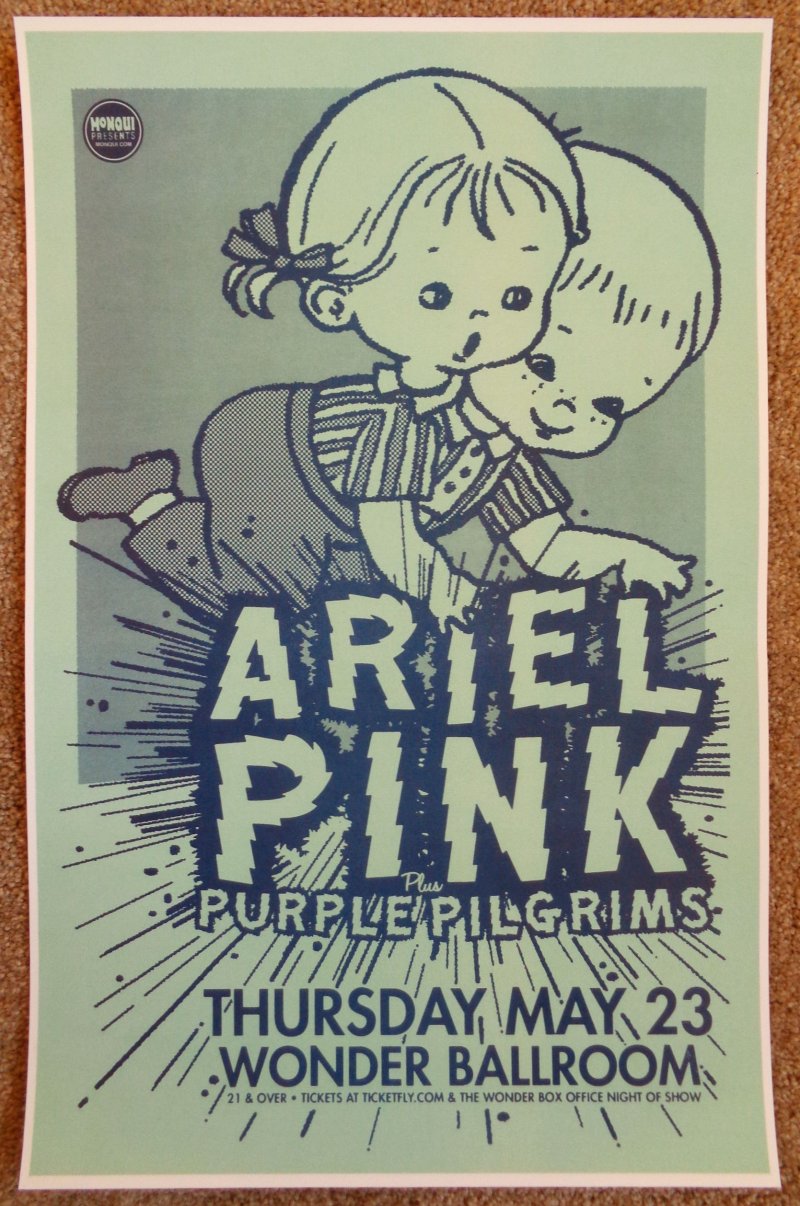 MONQUI
PRESENTS
MONQUI.COM
ARIEL
PINK
Plus
PURPLE PILGRIMS
THURSDAY, MAY 23
WONDER BALLROOM
21 & OVER • TICKETS AT TICKETFLY.COM & THE WONDER BOX OFFICE NIGHT OF SHOW